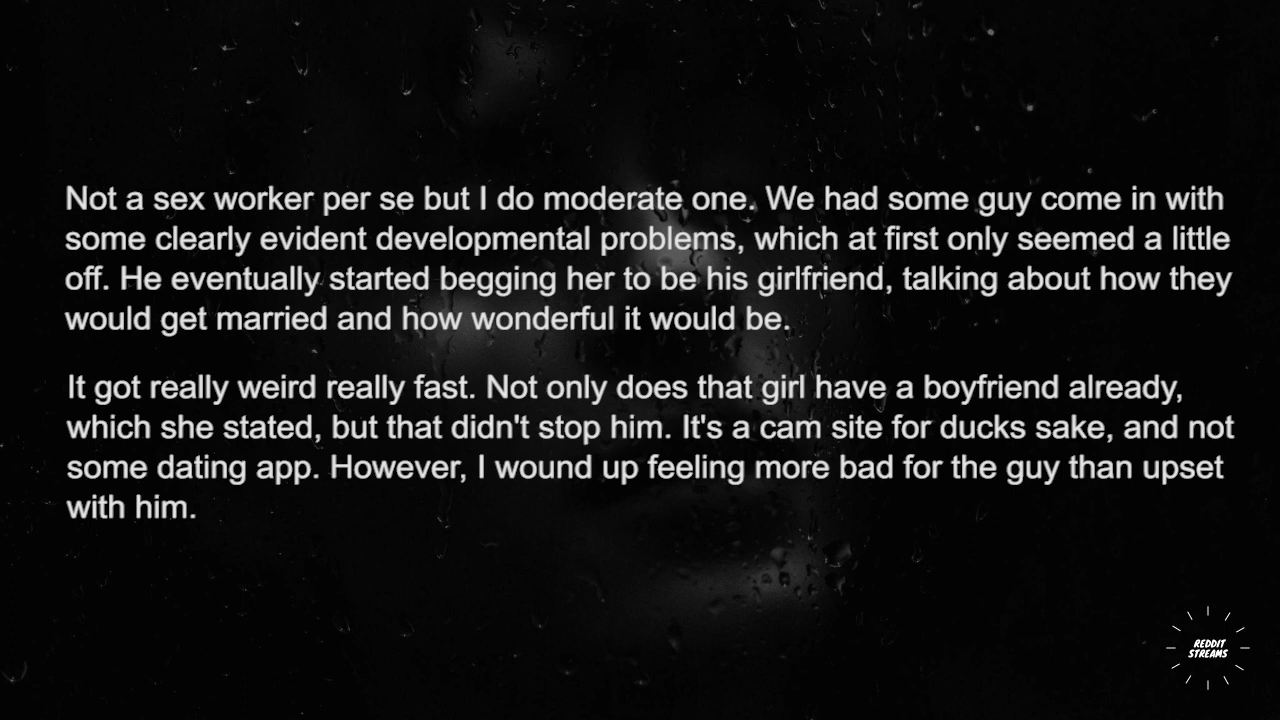 Not a sex worker per se but I do moderate one. We had some guy come in with
some clearly evident developmental problems, which at first only seemed a little
off. He eventually started begging her to be his girlfriend, talking about how they
would get married and how wonderful it would be.
It got really weird really fast. Not only does that girl have a boyfriend already,
which she stated, but that didn't stop him. It's a cam site for ducks sake, and not
some dating app. However, I wound up feeling more bad for the guy than upset
with him.
REDDIT
STREAMS